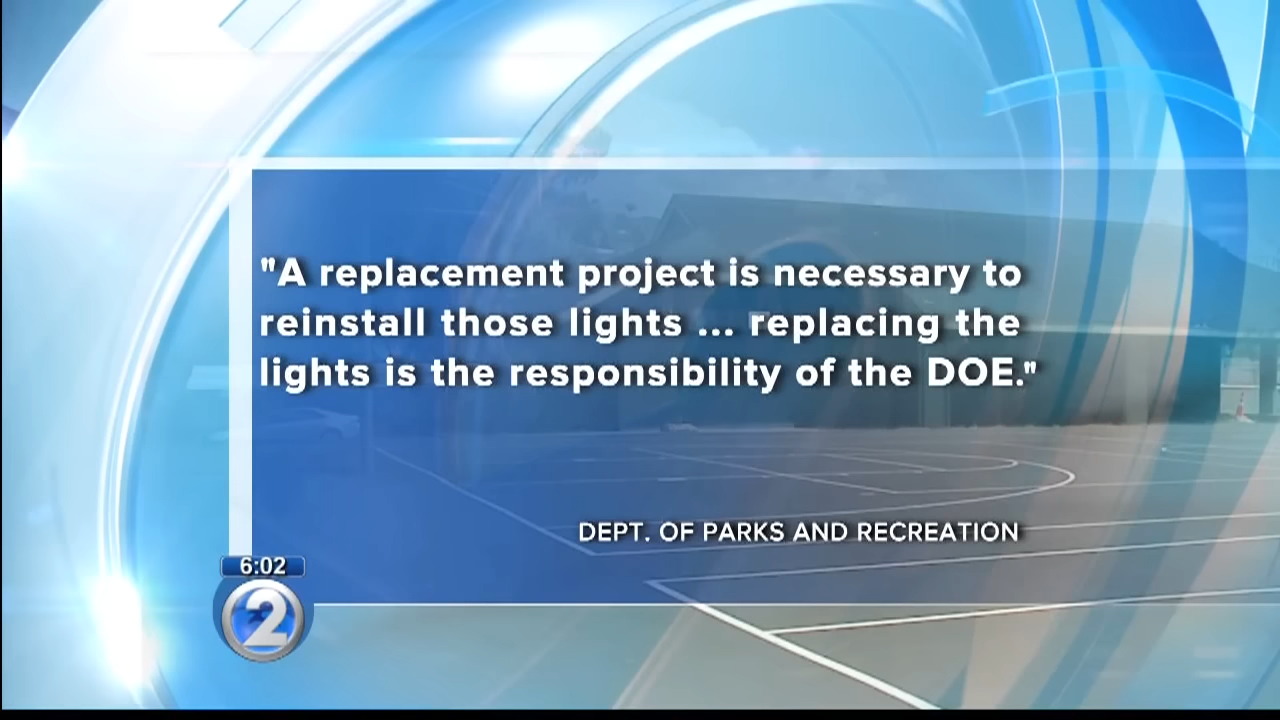 "A replacement project is necessary to
reinstall those lights ... replacing the
lights is the responsibility of the DOE."
DEPT. OF PARKS AND RECREATION
6:02
2